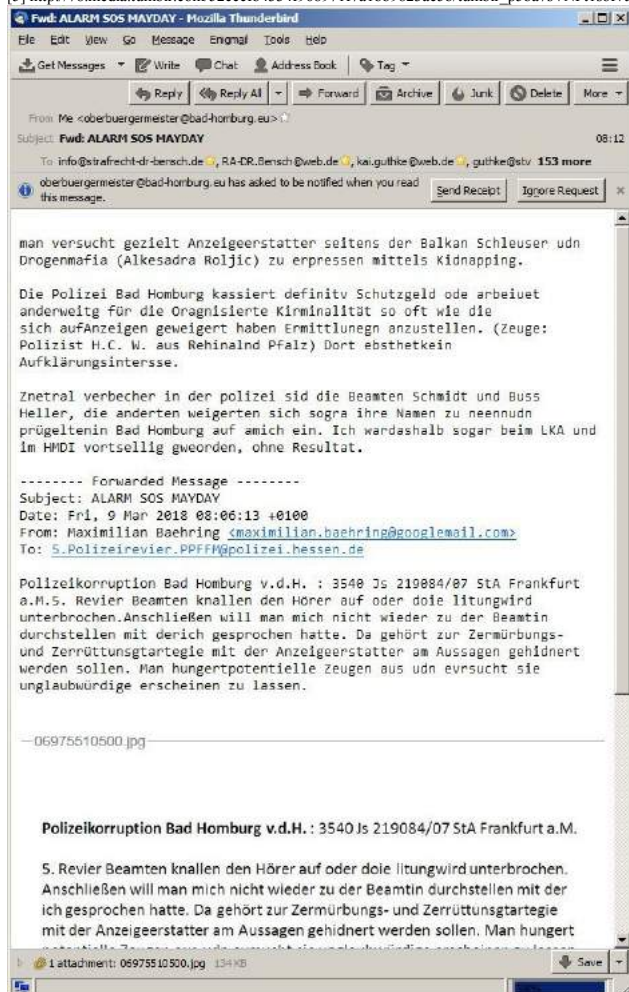 Fwd: ALARM SOS MAYDAY - Mozilla Thunderbird
File Edit View Go Message Enigmail Tools Help
Get Messages Write Chat Address Book Tag
Reply Reply All Forward Archive Junk Delete More
From Me <oberbuergermeister@bad-homburg.eu>
Subject Fwd: ALARM SOS MAYDAY 08:12
To info@strafrecht-dr-bensch.de, RA-DR.Bensch@web.de, kai.guthke@web.de, guthke@stv 153 more
oberbuergermeister@bad-homburg.eu has asked to be notified when you read this message. Send Receipt Ignore Request
man versucht gezielt Anzeigeerstatter seitens der Balkan Schleuser udn
Drogenmafia (Alkesadra Roljic) zu erpressen mittels Kidnapping.
Die Polizei Bad Homburg kassiert definitv Schutzgeld ode arbeiuet
anderweitg für die Oragnisierte Kirminalität so oft wie die
sich aufAnzeigen geweigert haben Ermittlunegn anzustellen. (Zeuge:
Polizist H.C. W. aus Rehinalnd Pfalz) Dort ebsthetkein
Aufklärungsintersse.
Znetral verbecher in der polizei sid die Beamten Schmidt und Buss
Heller, die anderten weigerten sich sogra ihre Namen zu neennudn
prügeltenin Bad Homburg auf amich ein. Ich wardashalb sogar beim LKA und
im HMDI vortsellig gweorden, ohne Resultat.
-------- Forwarded Message --------
Subject: ALARM SOS MAYDAY
Date: Fri, 9 Mar 2018 08:06:13 +0100
From: Maximilian Baehring <maximilian.baehring@googlemail.com>
To: 5.Polizeirevier.PPFFM@polizei.hessen.de
Polizeikorruption Bad Homburg v.d.H. : 3540 Js 219084/07 StA Frankfurt
a.M.5. Revier Beamten knallen den Hörer auf oder doie litungwird
unterbrochen.Anschließen will man mich nicht wieder zu der Beamtin
durchstellen mit derich gesprochen hatte. Da gehört zur Zermürbungs-
und Zerrüttunsgtartegie mit der Anzeigeerstatter am Aussagen gehidnert
werden sollen. Man hungertpotentielle Zeugen aus udn evrsucht sie
unglaubwürdige erscheinen zu lassen.
06975510500.jpg
Polizeikorruption Bad Homburg v.d.H. : 3540 Js 219084/07 StA Frankfurt a.M.
5. Revier Beamten knallen den Hörer auf oder doie litungwird unterbrochen.
Anschließen will man mich nicht wieder zu der Beamtin durchstellen mit der
ich gesprochen hatte. Da gehört zur Zermürbungs- und Zerrüttunsgtartegie
mit der Anzeigeerstatter am Aussagen gehidnert werden sollen. Man hungert
1 attachment: 06975510500.jpg 134 KB Save